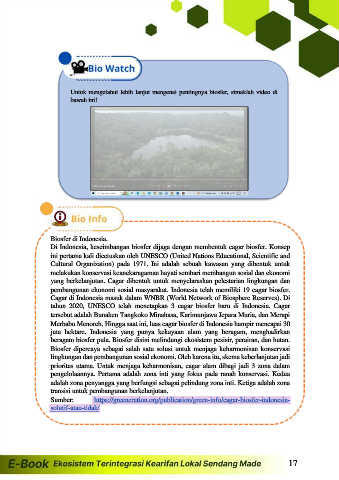 Bio Watch
Untuk mengetahui lebih lanjut mengenai pentingnya biosfer, simaklah video di
bawah ini!
Bio Info
Biosfer di Indonesia.
Di Indonesia, keseimbangan biosfer dijaga dengan membentuk cagar biosfer. Konsep
ini pertama kali dicetuskan oleh UNESCO (United Nations Educational, Scientific and
Cultural Organization) pada 1971. Ini adalah sebuah kawasan yang dibentuk untuk
melakukan konservasi keanekaragaman hayati sembari membangun sosial dan ekonomi
yang berkelanjutan. Cagar dibentuk untuk menyelaraskan pelestarian lingkungan dan
pembangunan ekonomi sosial masyarakat. Indonesia telah memiliki 19 cagar biosfer.
Cagar di Indonesia masuk dalam WNBR (World Network of Biosphere Reserves). Di
tahun 2020, UNESCO telah menetapkan 3 cagar biosfer baru di Indonesia. Cagar
tersebut adalah Bunaken Tangkoko Minahasa, Karimunjawa Jepara Muria, dan Merapi
Merbabu Menoreh. Hingga saat ini, luas cagar biosfer di Indonesia hampir mencapai 30
juta hektare. Indonesia yang punya kekayaan alam yang beragam, menghadirkan
beragam biosfer pula. Biosfer disini melindungi ekosistem pesisir, perairan, dan hutan.
Biosfer dipercaya sebagai salah satu solusi untuk menjaga keharmonisan konservasi
lingkungan dan pembangunan sosial ekonomi. Oleh karena itu, skema keberlanjutan jadi
prioritas utama. Untuk menjaga keharmonisan, cagar alam dibagi jadi 3 zona dalam
pengelolaannya. Pertama adalah zona inti yang fokus pada ranah konservasi. Kedua
adalah zona penyangga yang berfungsi sebagai pelindung zona inti. Ketiga adalah zona
transisi untuk pembangunan berkelanjutan.
Sumber: https://greeneration.org/publication/green-info/cagar-biosfer-indonesia-
solutif-atau-tidak/
E-Book Ekosistem Terintegrasi Kearifan Lokal Sendang Made 17